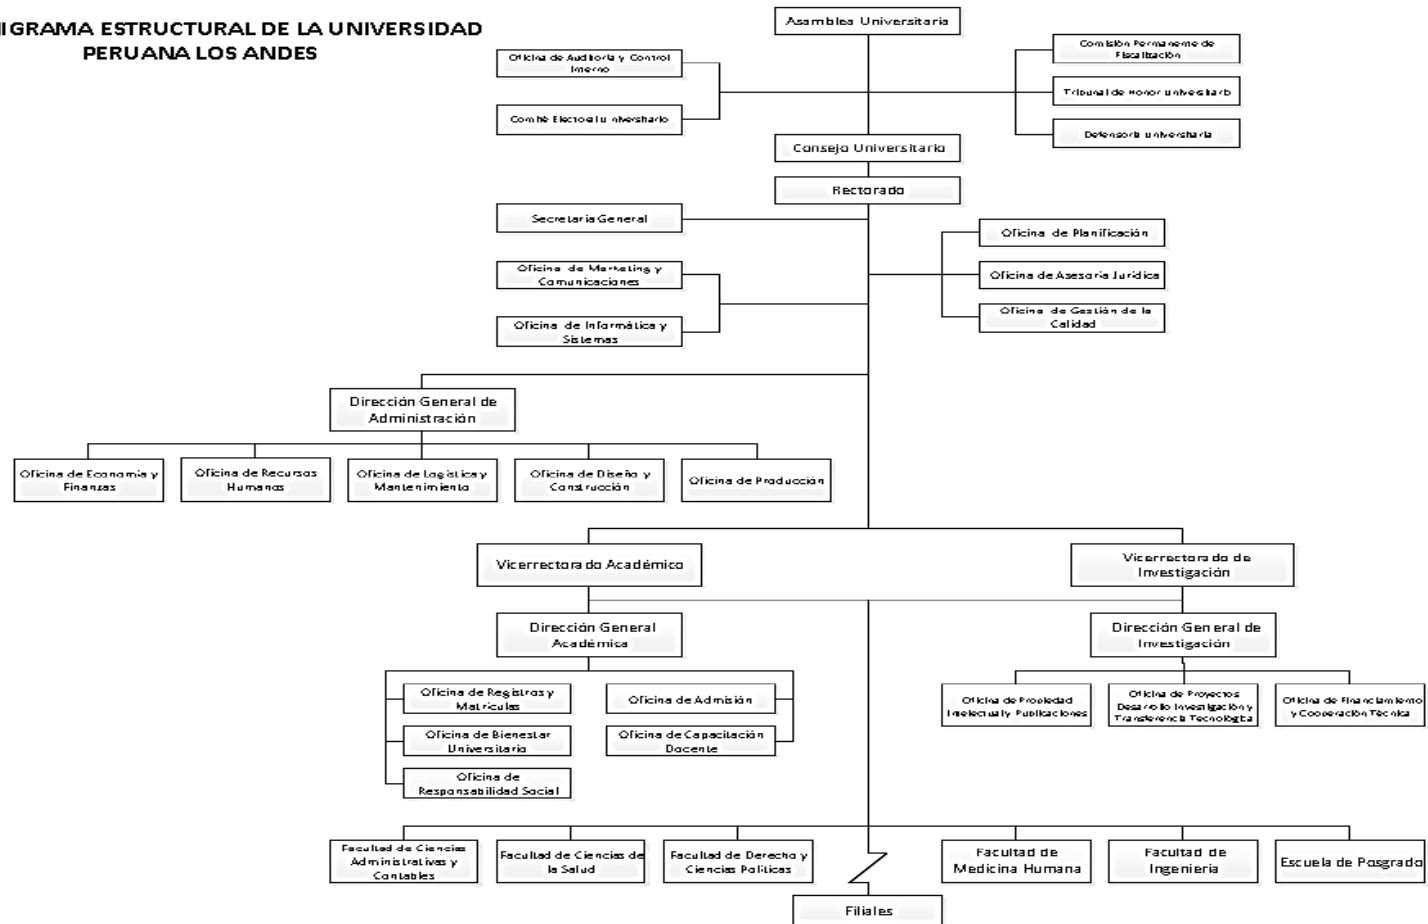 IGRAMA ESTRUCTURAL DE LA UNIVERSIDAD
PERUANA LOS ANDES
Asamblea Universitaria
Oficina de Auditoría y Control
Interno
Comité Electoral Universitario
Comisión Permanente de
Fiscalización
Tribunal de Honor Universitario
Defensoría Universitaria
Consejo Universitario
Rectorado
Secretaría General
Oficina de Marketing y
Comunicaciones
Oficina de Informática y
Sistemas
Oficina de Planificación
Oficina de Asesoría Jurídica
Oficina de Gestión de la
Calidad
Dirección General de
Administración
Oficina de Economía y
Finanzas
Oficina de Recursos
Humanos
Oficina de Logística y
Mantenimiento
Oficina de Diseño y
Construcción
Oficina de Producción
Vicerrectorado Académico
Vicerrectorado de
Investigación
Dirección General
Académica
Dirección General de
Investigación
Oficina de Registros y
Matrículas
Oficina de Admisión
Oficina de Bienestar
Universitario
Oficina de Capacitación
Docente
Oficina de
Responsabilidad Social
Oficina de Propiedad
Intelectual y Publicaciones
Oficina de Proyectos
Desarrollo Investigación y
Transferencia Tecnológica
Oficina de Financiamiento
y Cooperación Técnica
Facultad de Ciencias
Administrativas y
Contables
Facultad de Ciencias de
la Salud
Facultad de Derecho y
Ciencias Políticas
Facultad de
Medicina Humana
Facultad de
Ingeniería
Escuela de Posgrado
Filiales